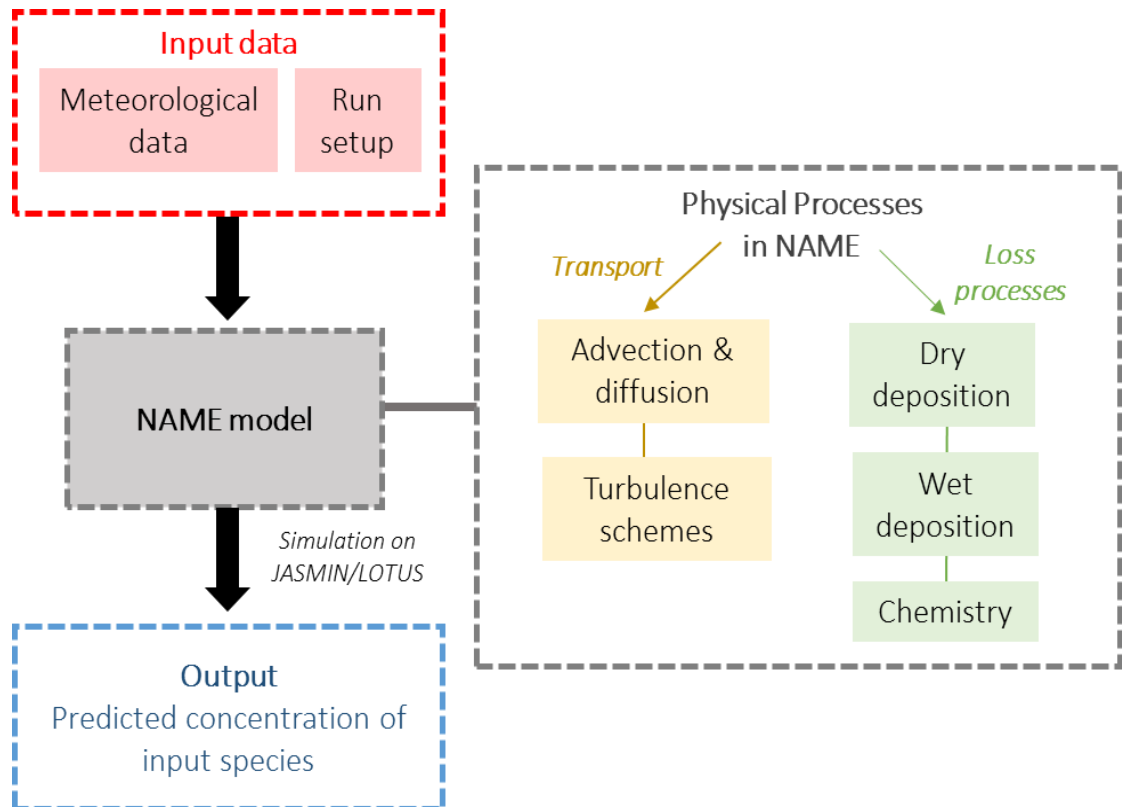 Input data
Meteorological
data
Run
setup
Physical Processes
in NAME
Transport
Loss
processes
Advection &
diffusion
Dry
deposition
NAME model
Turbulence
schemes
Wet
deposition
Simulation on
JASMIN/LOTUS
Chemistry
Output
Predicted concentration of
input species